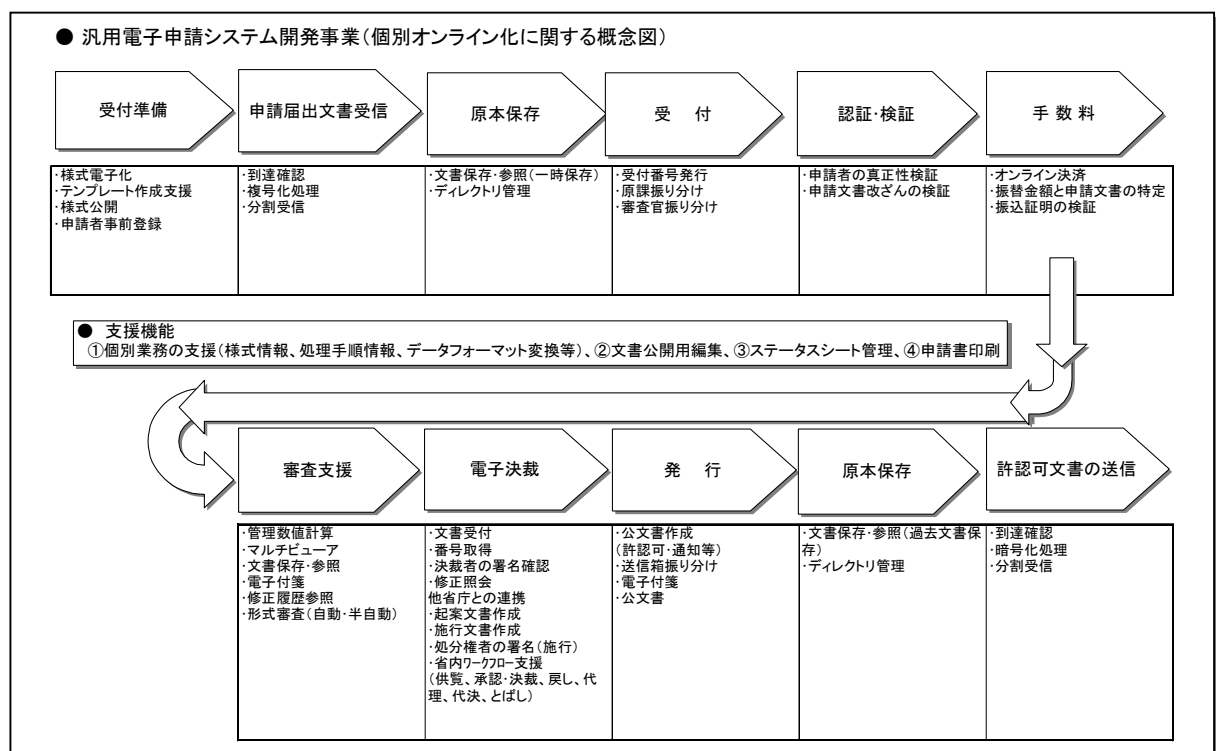 ● 汎用電子申請システム開発事業(個別オンライン化に関する概念図)
受付準備
申請届出文書受信
原本保存
受　付
認証・検証
手 数 料
・様式電子化
・テンプレート作成支援
・様式公開
・申請者事前登録
・到達確認
・複号化処理
・分割受信
・文書保存・参照(一時保存)
・ディレクトリ管理
・受付番号発行
・原課振り分け
・審査官振り分け
・申請者の真正性検証
・申請文書改ざんの検証
・オンライン決済
・振替金額と申請文書の特定
・振込証明の検証
● 支援機能
①個別業務の支援(様式情報、処理手順情報、データフォーマット変換等)、②文書公開用編集、③ステータスシート管理、④申請書印刷
審査支援
電子決裁
発　行
原本保存
許認可文書の送信
・管理数値計算
・マルチビューア
・文書保存・参照
・電子付箋
・修正履歴参照
・形式審査(自動・半自動)
・文書受付
・番号取得
・決裁者の署名確認
・修正照会
他省庁との連携
・起案文書作成
・施行文書作成
・処分権者の署名(施行)
・省内ワークフロー支援
(供覧、承認・決裁、戻し、代
理、代決、とばし)
・公文書作成
(許認可・通知等)
・送信箱振り分け
・電子付箋
・公文書
・文書保存・参照(過去文書保
存)
・ディレクトリ管理
・到達確認
・暗号化処理
・分割受信